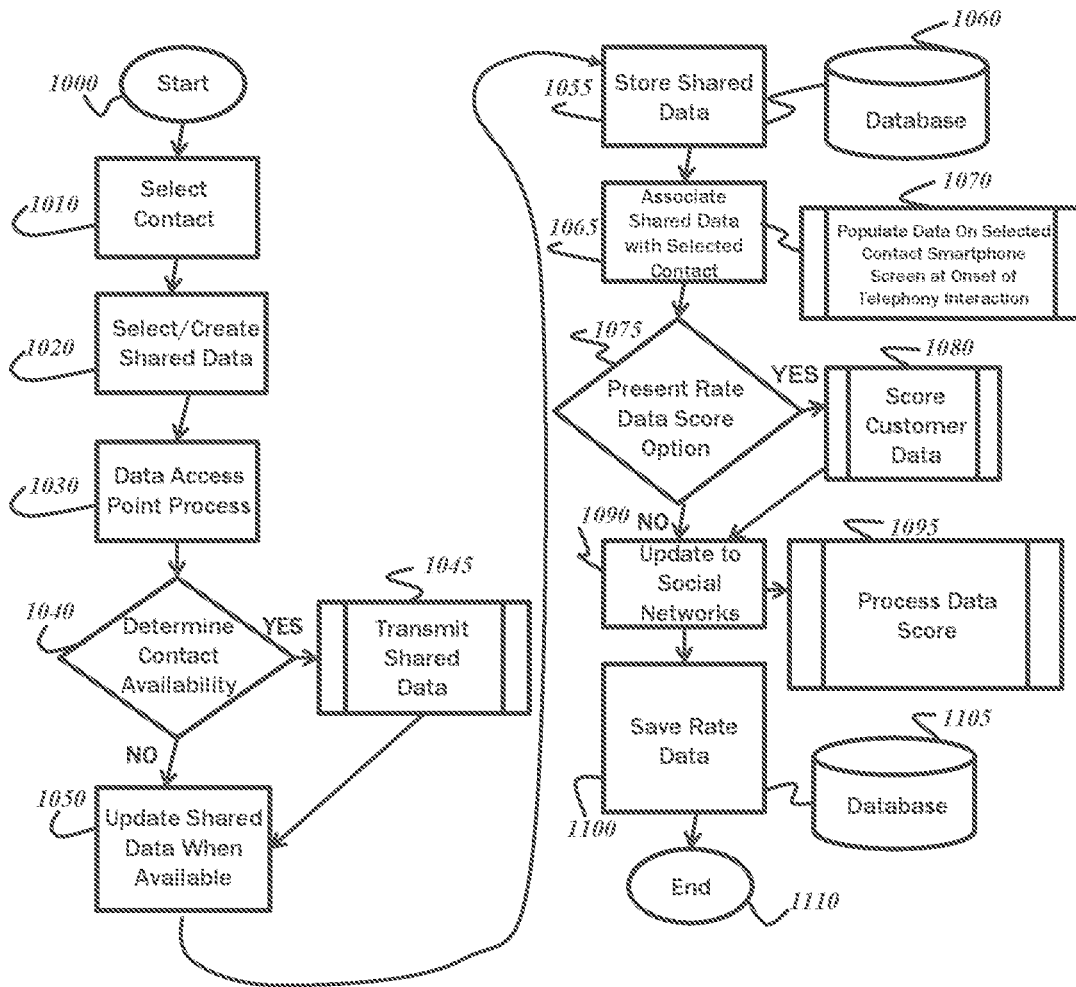 1000
Start
1010
Select
Contact
1020
Select/Create
Shared Data
1030
Data Access
Point Process
1040
Determine
Contact
Availability
YES
NO
1045
Transmit
Shared
Data
1050
Update Shared
Data When
Available
1055
Store Shared
Data
1060
Database
1065
Associate
Shared Data
with Selected
Contact
1070
Populate Data On Selected
Contact Smartphone
Screen at Onset of
Telephony Interaction
1075
Present Rate
Data Score
Option
YES
NO
1080
Score
Customer
Data
1090
Update to
Social
Networks
1095
Process Data
Score
1100
Save Rate
Data
1105
Database
End
1110